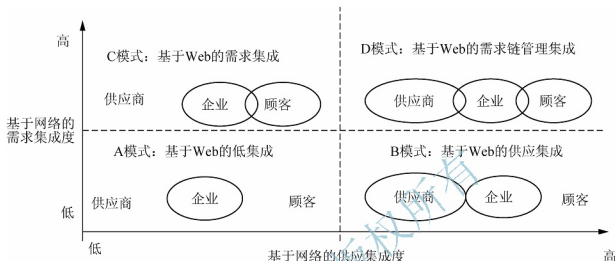 高
C模式：基于Web的需求集成
D模式：基于Web的需求链管理集成
供应商
企业
顾客
供应商
企业
顾客
基于网络的
需求集成度
A模式：基于Web的低集成
B模式：基于Web的供应集成
供应商
企业
顾客
供应商
企业
顾客
低
低
基于网络的供应集成度
高
版权所有